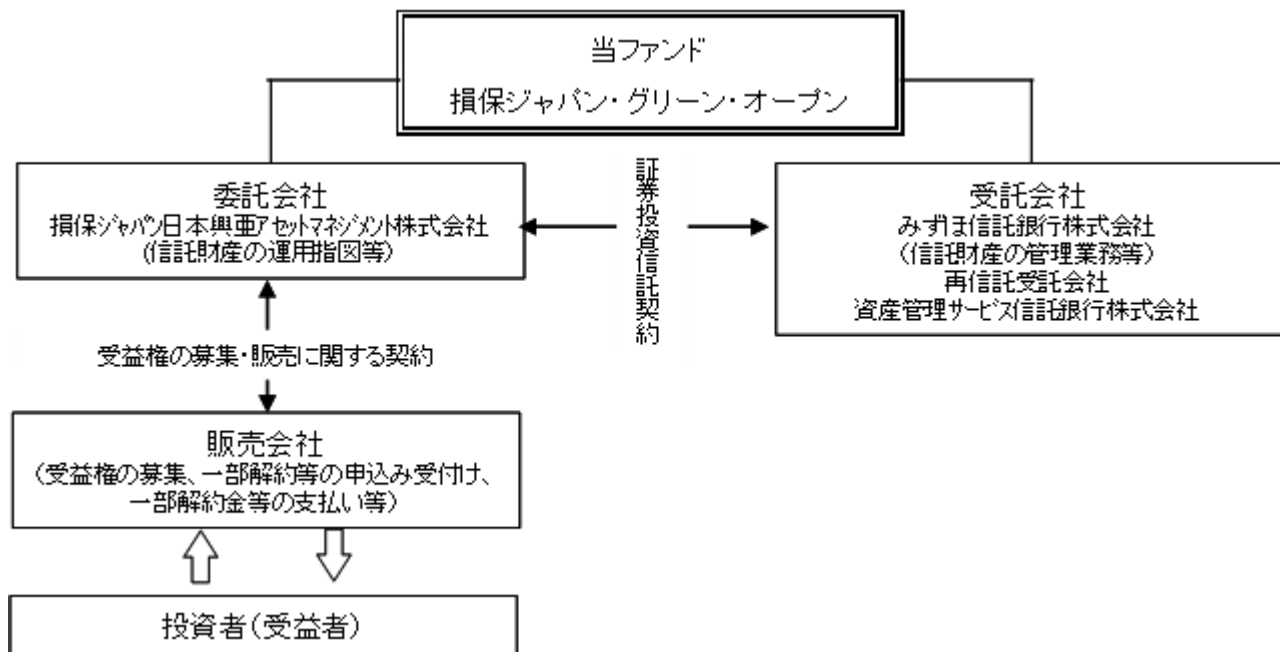 当ファンド
損保ジャパン・グリーン・オープン
委託会社
損保ジャパン日本興亜アセットマネジメント株式会社
(信託財産の運用指図等)
証券投資信託契約
受託会社
みずほ信託銀行株式会社
(信託財産の管理業務等)
再信託受託会社
資産管理サービス信託銀行株式会社
受益権の募集・販売に関する契約
販売会社
(受益権の募集、一部解約等の申込み受付け、
一部解約金等の支払い等)
投資者(受益者)